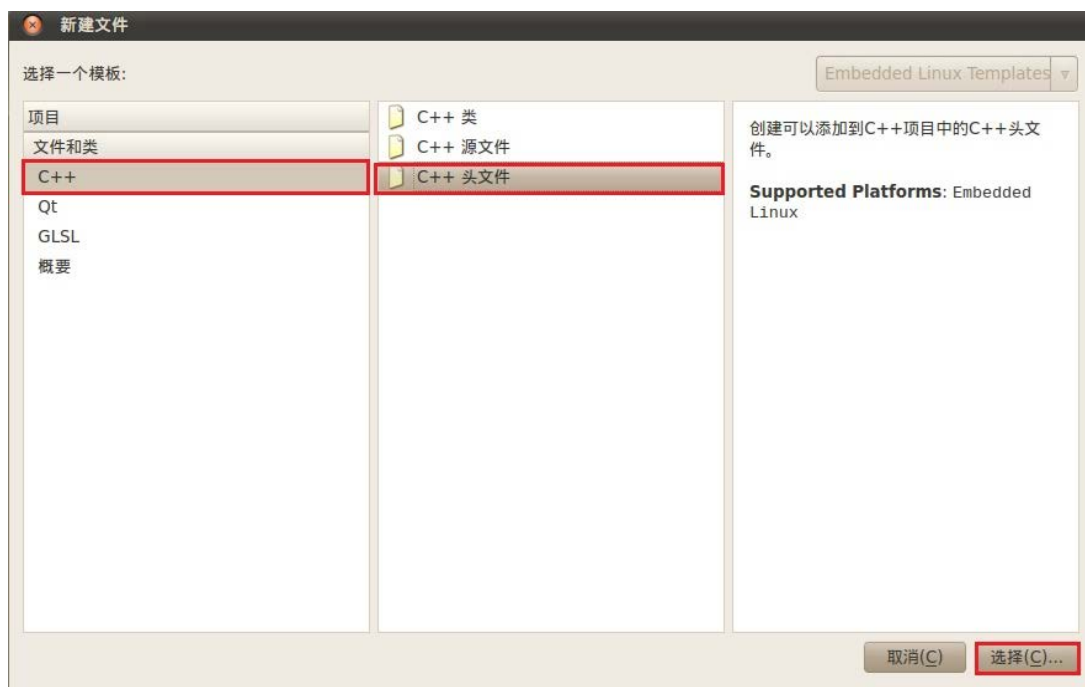 新建文件
选择一个模板:
Embedded Linux Templates
项目
文件和类
C++
Qt
GLSL
概要
C++ 类
C++ 源文件
C++ 头文件
创建可以添加到C++项目中的C++头文
件。
Supported Platforms: Embedded
Linux
取消(C)
选择(C)...